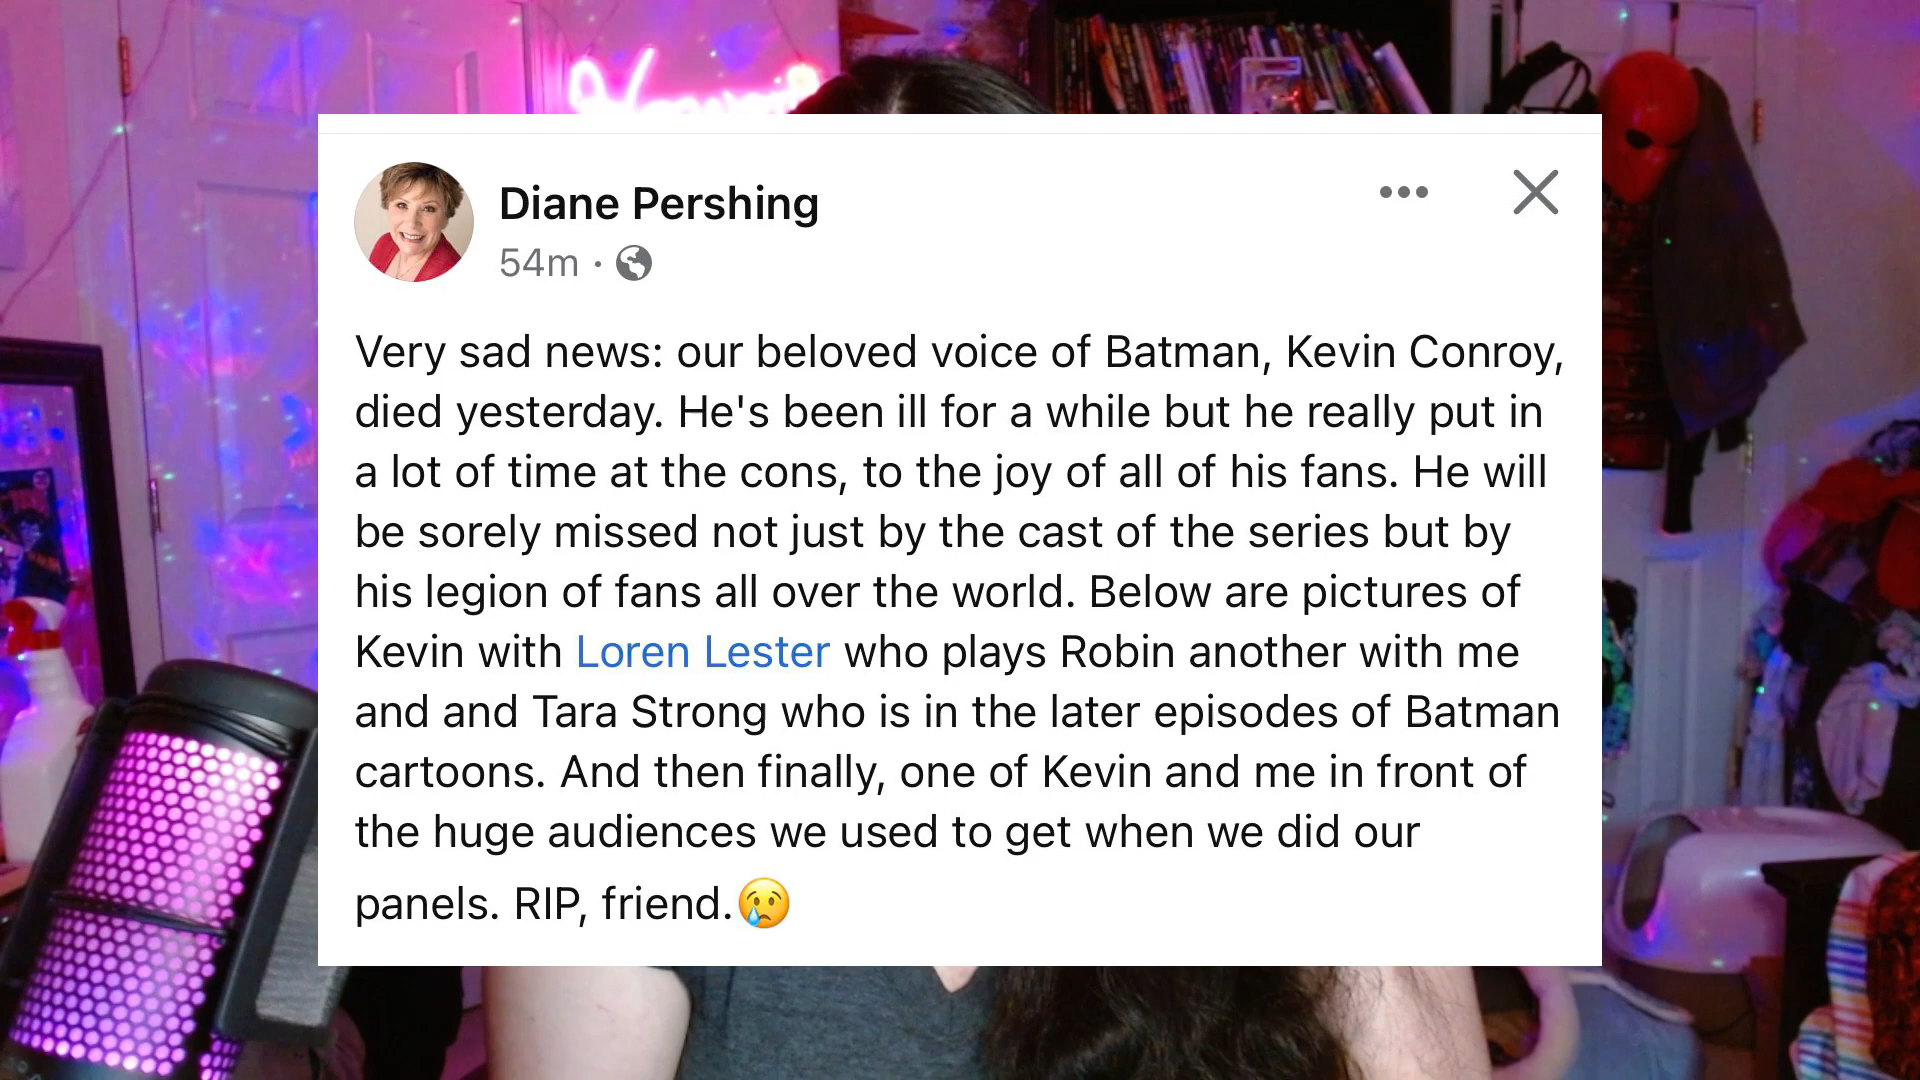 Diane Pershing
54m ·
Very sad news: our beloved voice of Batman, Kevin Conroy,
died yesterday. He's been ill for a while but he really put in
a lot of time at the cons, to the joy of all of his fans. He will
be sorely missed not just by the cast of the series but by
his legion of fans all over the world. Below are pictures of
Kevin with Loren Lester who plays Robin another with me
and and Tara Strong who is in the later episodes of Batman
cartoons. And then finally, one of Kevin and me in front of
the huge audiences we used to get when we did our
panels. RIP, friend.😢